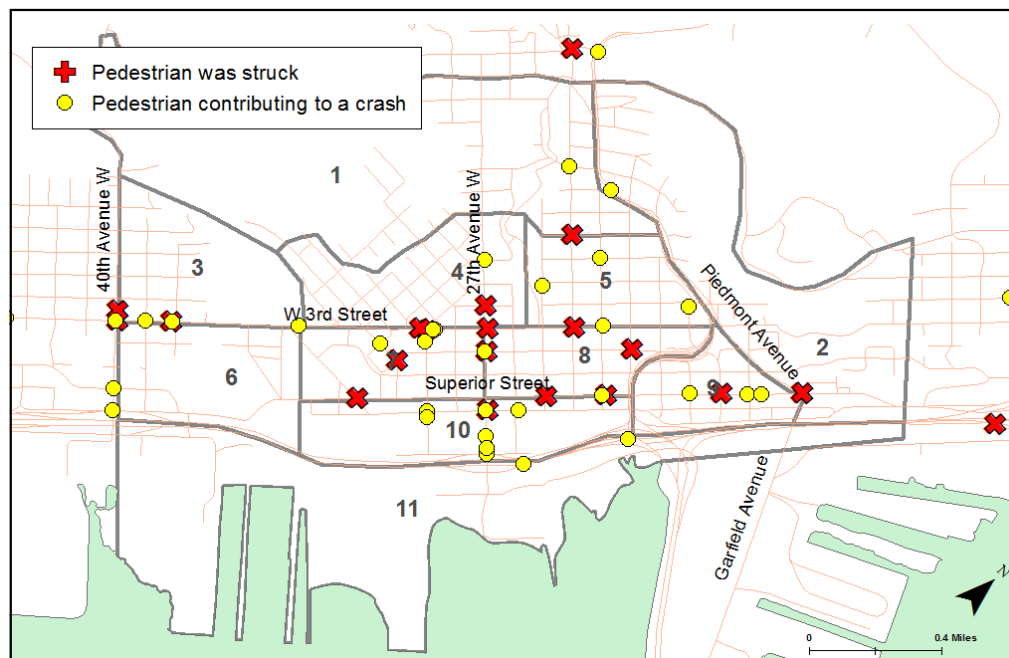 Pedestrian was struck
Pedestrian contributing to a crash
1
40th Avenue W
3
4
27th Avenue W
5
W 3rd Street
Piedmont Avenue
2
8
6
Superior Street
9
10
11
Garfield Avenue
N
0
0.4 Miles